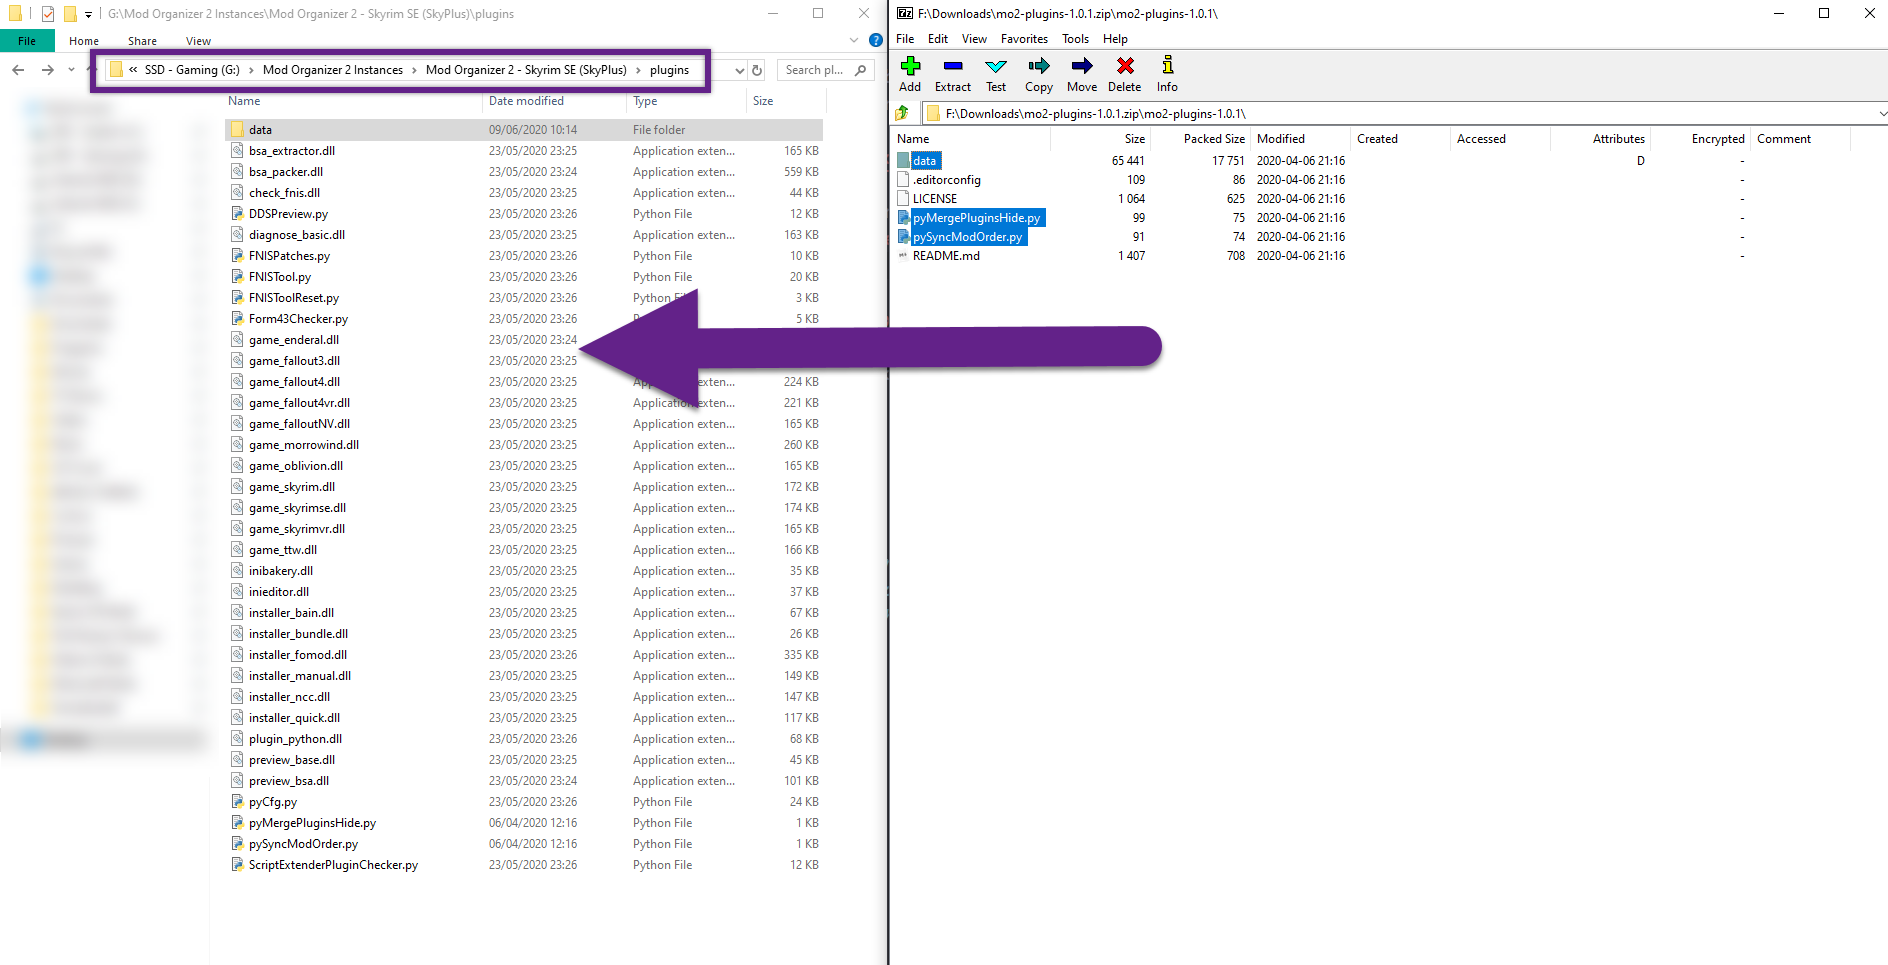 G:\Mod Organizer 2 Instances\Mod Organizer 2 - Skyrim SE (SkyPlus)\plugins
File Home Share View
« SSD - Gaming (G:) > Mod Organizer 2 Instances > Mod Organizer 2 - Skyrim SE (SkyPlus) > plugins
Search pl...
Name Date modified Type Size
data 09/06/2020 10:14 File folder
bsa_extractor.dll 23/05/2020 23:25 Application exten... 165 KB
bsa_packer.dll 23/05/2020 23:24 Application exten... 559 KB
check_fnis.dll 23/05/2020 23:25 Application exten... 44 KB
DDSPreview.py 23/05/2020 23:26 Python File 12 KB
diagnose_basic.dll 23/05/2020 23:25 Application exten... 163 KB
FNISPatches.py 23/05/2020 23:26 Python File 10 KB
FNISTool.py 23/05/2020 23:26 Python File 20 KB
FNISToolReset.py 23/05/2020 23:26 Python File 3 KB
Form43Checker.py 23/05/2020 23:26 5 KB
game_enderal.dll 23/05/2020 23:24
game_fallout3.dll 23/05/2020 23:25
game_fallout4.dll 23/05/2020 23:25 Application exten... 224 KB
game_fallout4vr.dll 23/05/2020 23:25 Application exten... 221 KB
game_falloutNV.dll 23/05/2020 23:25 Application exten... 165 KB
game_morrowind.dll 23/05/2020 23:25 Application exten... 260 KB
game_oblivion.dll 23/05/2020 23:25 Application exten... 165 KB
game_skyrim.dll 23/05/2020 23:25 Application exten... 172 KB
game_skyrimse.dll 23/05/2020 23:25 Application exten... 174 KB
game_skyrimvr.dll 23/05/2020 23:25 Application exten... 165 KB
game_ttw.dll 23/05/2020 23:25 Application exten... 166 KB
inibakery.dll 23/05/2020 23:25 Application exten... 35 KB
inieditor.dll 23/05/2020 23:25 Application exten... 37 KB
installer_bain.dll 23/05/2020 23:25 Application exten... 67 KB
installer_bundle.dll 23/05/2020 23:25 Application exten... 26 KB
installer_fomod.dll 23/05/2020 23:26 Application exten... 335 KB
installer_manual.dll 23/05/2020 23:25 Application exten... 149 KB
installer_ncc.dll 23/05/2020 23:25 Application exten... 147 KB
installer_quick.dll 23/05/2020 23:25 Application exten... 117 KB
plugin_python.dll 23/05/2020 23:26 Application exten... 68 KB
preview_base.dll 23/05/2020 23:25 Application exten... 45 KB
preview_bsa.dll 23/05/2020 23:24 Application exten... 101 KB
pyCfg.py 23/05/2020 23:26 Python File 24 KB
pyMergePluginsHide.py 06/04/2020 12:16 Python File 1 KB
pySyncModOrder.py 06/04/2020 12:16 Python File 1 KB
ScriptExtenderPluginChecker.py 23/05/2020 23:26 Python File 12 KB
7z F:\Downloads\mo2-plugins-1.0.1.zip\mo2-plugins-1.0.1\
File Edit View Favorites Tools Help
Add Extract Test Copy Move Delete Info
F:\Downloads\mo2-plugins-1.0.1.zip\mo2-plugins-1.0.1\
Name Size Packed Size Modified Created Accessed Attributes Encrypted Comment
data 65 441 17 751 2020-04-06 21:16 D -
.editorconfig 109 86 2020-04-06 21:16 -
LICENSE 1 064 625 2020-04-06 21:16 -
pyMergePluginsHide.py 99 75 2020-04-06 21:16 -
pySyncModOrder.py 91 74 2020-04-06 21:16 -
README.md 1 407 708 2020-04-06 21:16 -